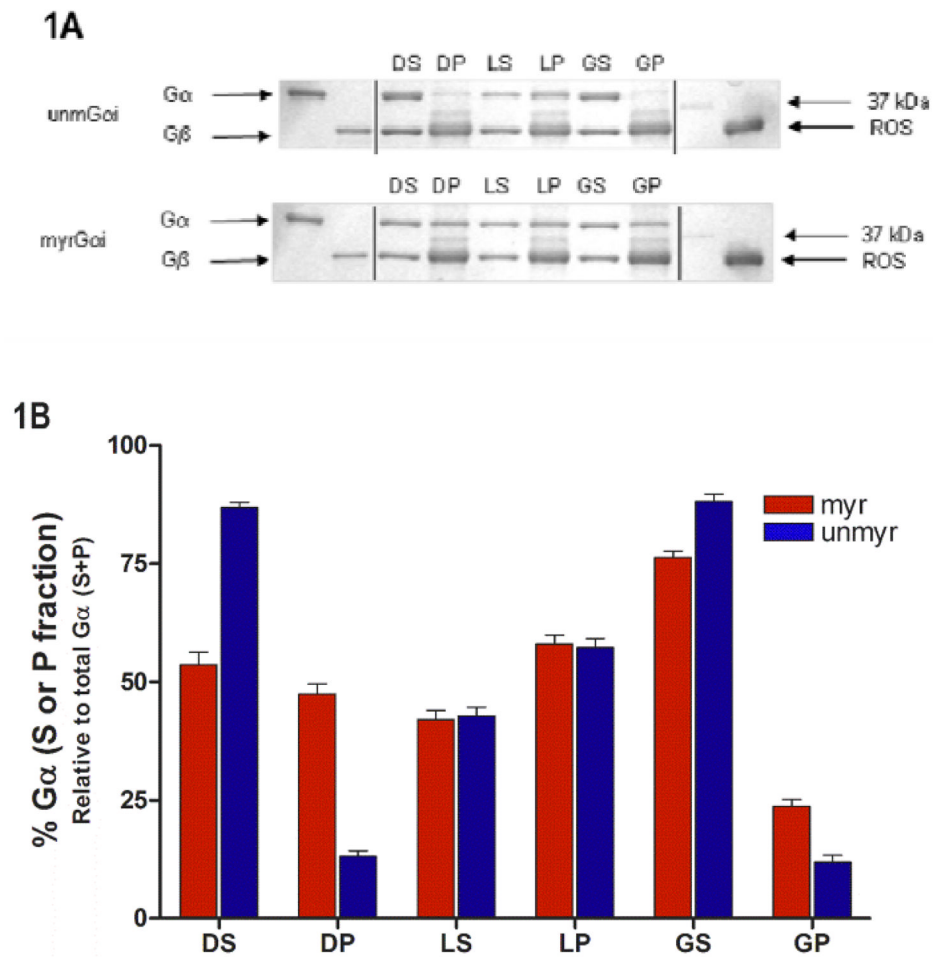 1A
DS DP LS LP GS GP
Gα
unmGαi
37 kDa
Gβ
ROS
DS DP LS LP GS GP
Gα
myrGαi
37 kDa
Gβ
ROS
1B
% Gα (S or P fraction)
Relative to total Gα (S+P)
100
75
50
25
0
myr
unmyr
DS DP LS LP GS GP